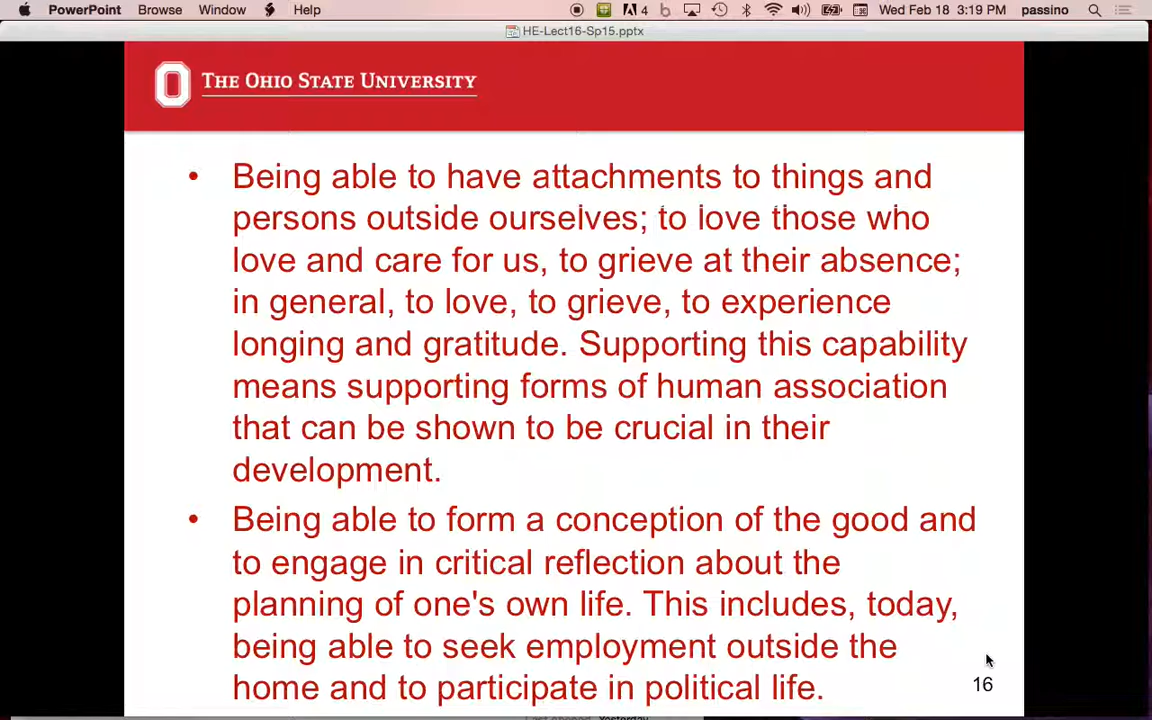 PowerPoint Browse Window Help 4 Wed Feb 18 3:19 PM passino
HE-Lect16-Sp15.pptx
THE OHIO STATE UNIVERSITY
• Being able to have attachments to things and
persons outside ourselves; to love those who
love and care for us, to grieve at their absence;
in general, to love, to grieve, to experience
longing and gratitude. Supporting this capability
means supporting forms of human association
that can be shown to be crucial in their
development.
• Being able to form a conception of the good and
to engage in critical reflection about the
planning of one's own life. This includes, today,
being able to seek employment outside the
home and to participate in political life.
16